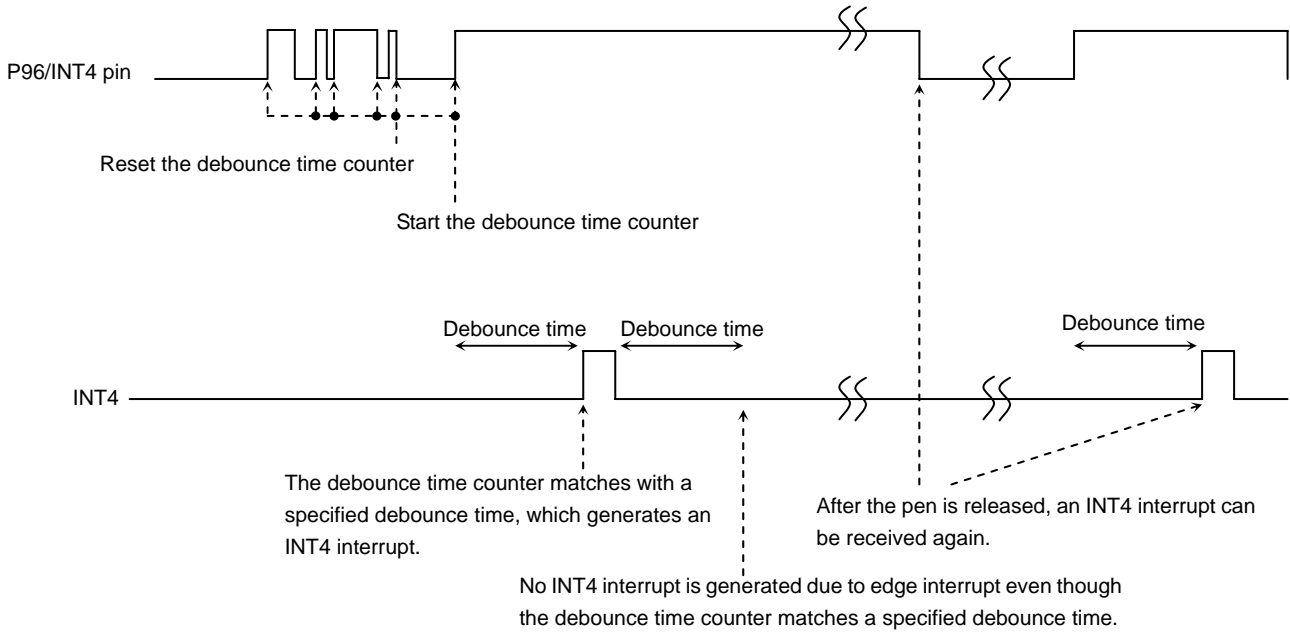 P96/INT4 pin
Reset the debounce time counter
Start the debounce time counter
Debounce time
Debounce time
Debounce time
INT4
The debounce time counter matches with a
specified debounce time, which generates an
INT4 interrupt.
After the pen is released, an INT4 interrupt can
be received again.
No INT4 interrupt is generated due to edge interrupt even though
the debounce time counter matches a specified debounce time.